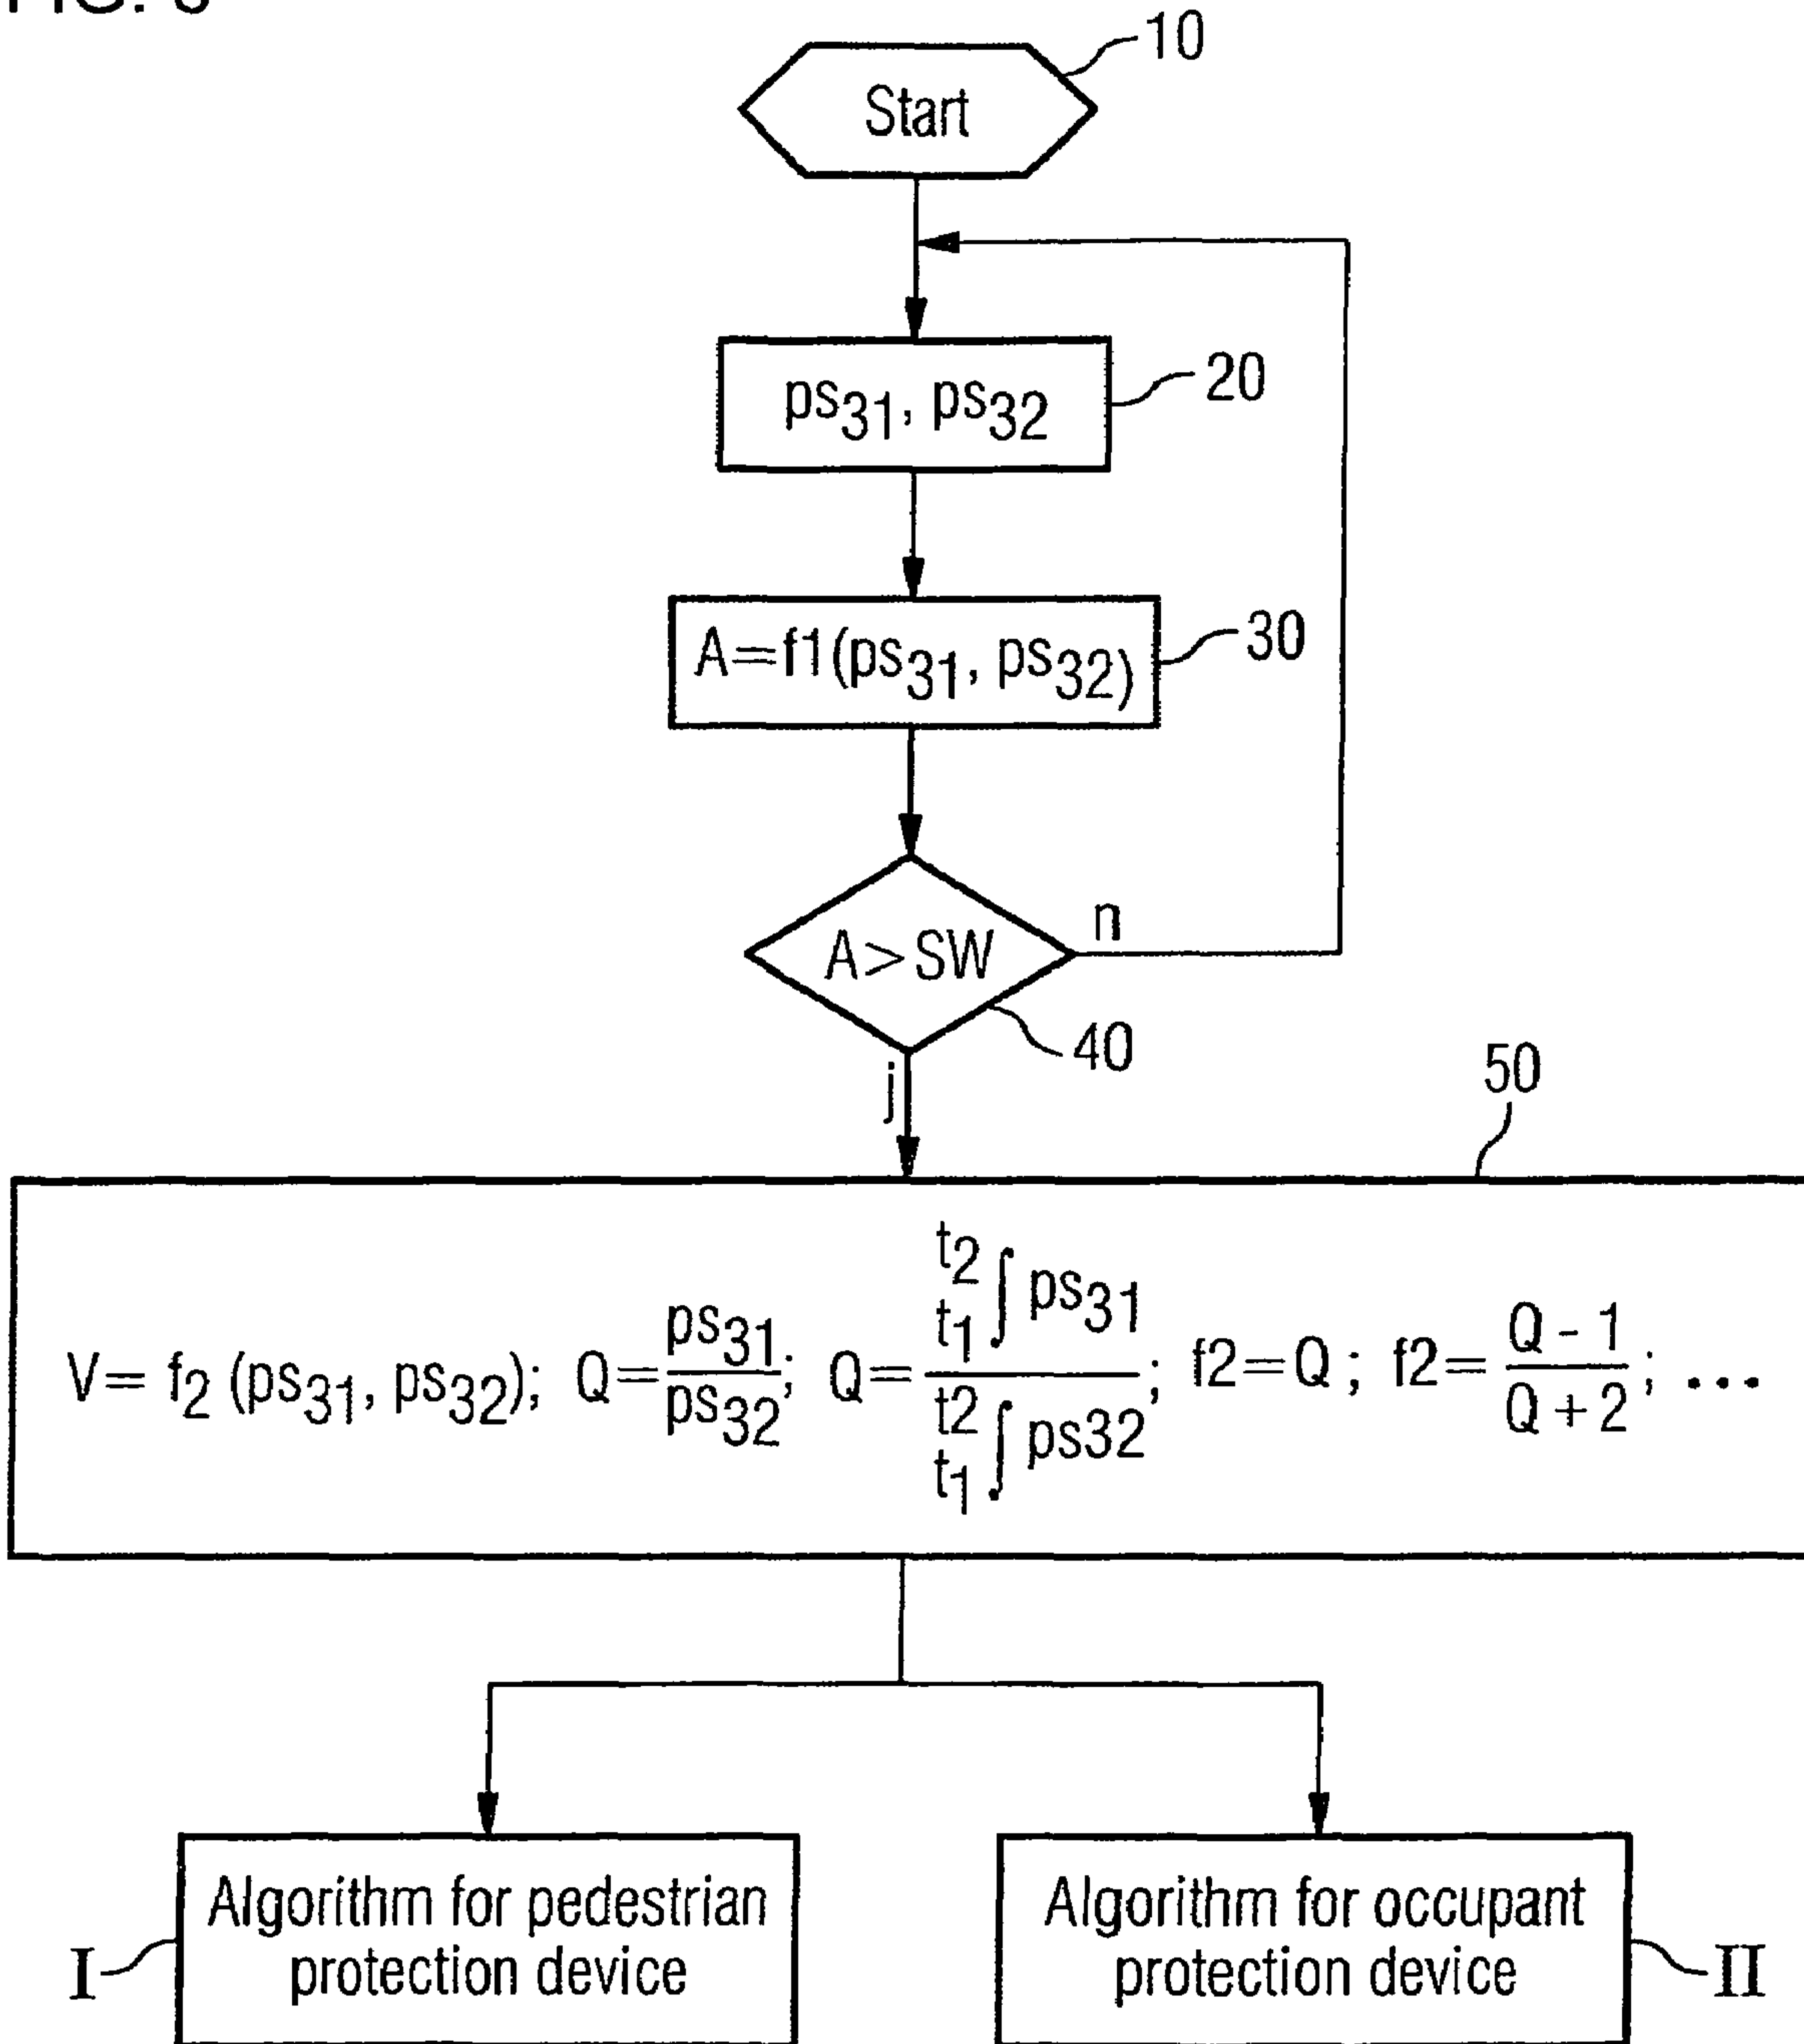 10
Start
ps31, ps32
20
A=f1(ps31, ps32)
30
A>SW
n
40
j
50
V= f2 (ps31, ps32); Q=ps31/ps32; Q=t2 t1 ∫ps31 / t2 t1 ∫ps32; f2=Q ; f2=Q - 1/Q + 2; ...
Algorithm for pedestrian
protection device
I
Algorithm for occupant
protection device
II